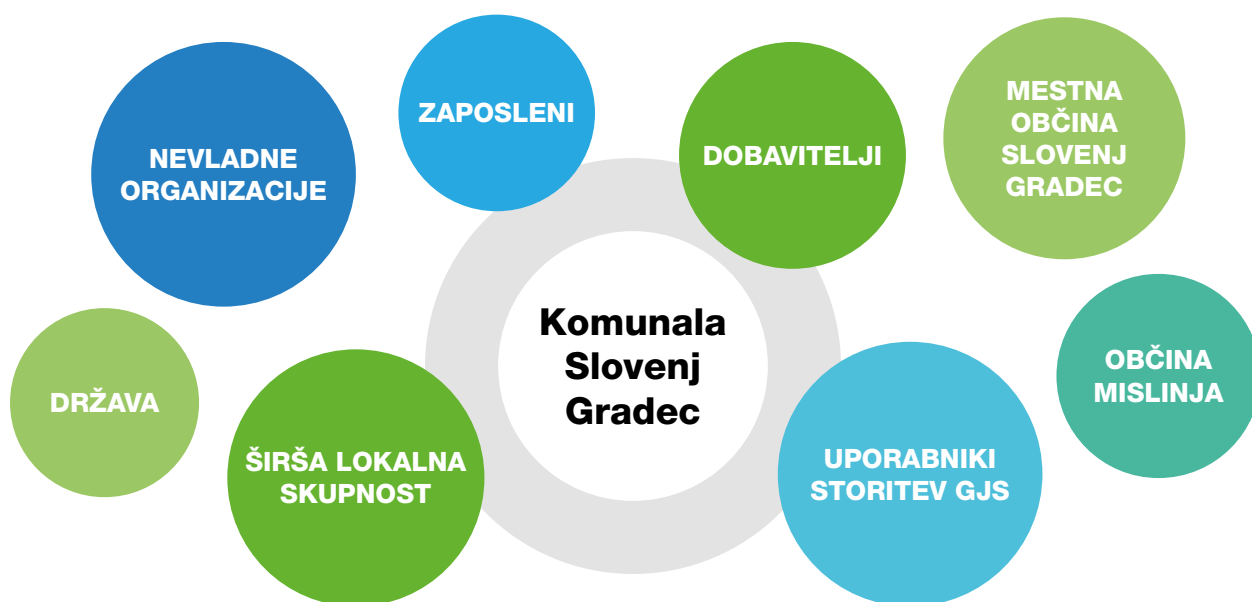 NEVLADNE
ORGANIZACIJE
ZAPOSLENI
DOBAVITELJI
MESTNA
OBČINA
SLOVENJ
GRADEC
DRŽAVA
ŠIRŠA LOKALNA
SKUPNOST
Komunala
Slovenj
Gradec
UPORABNIKI
STORITEV GJS
OBČINA
MISLINJA